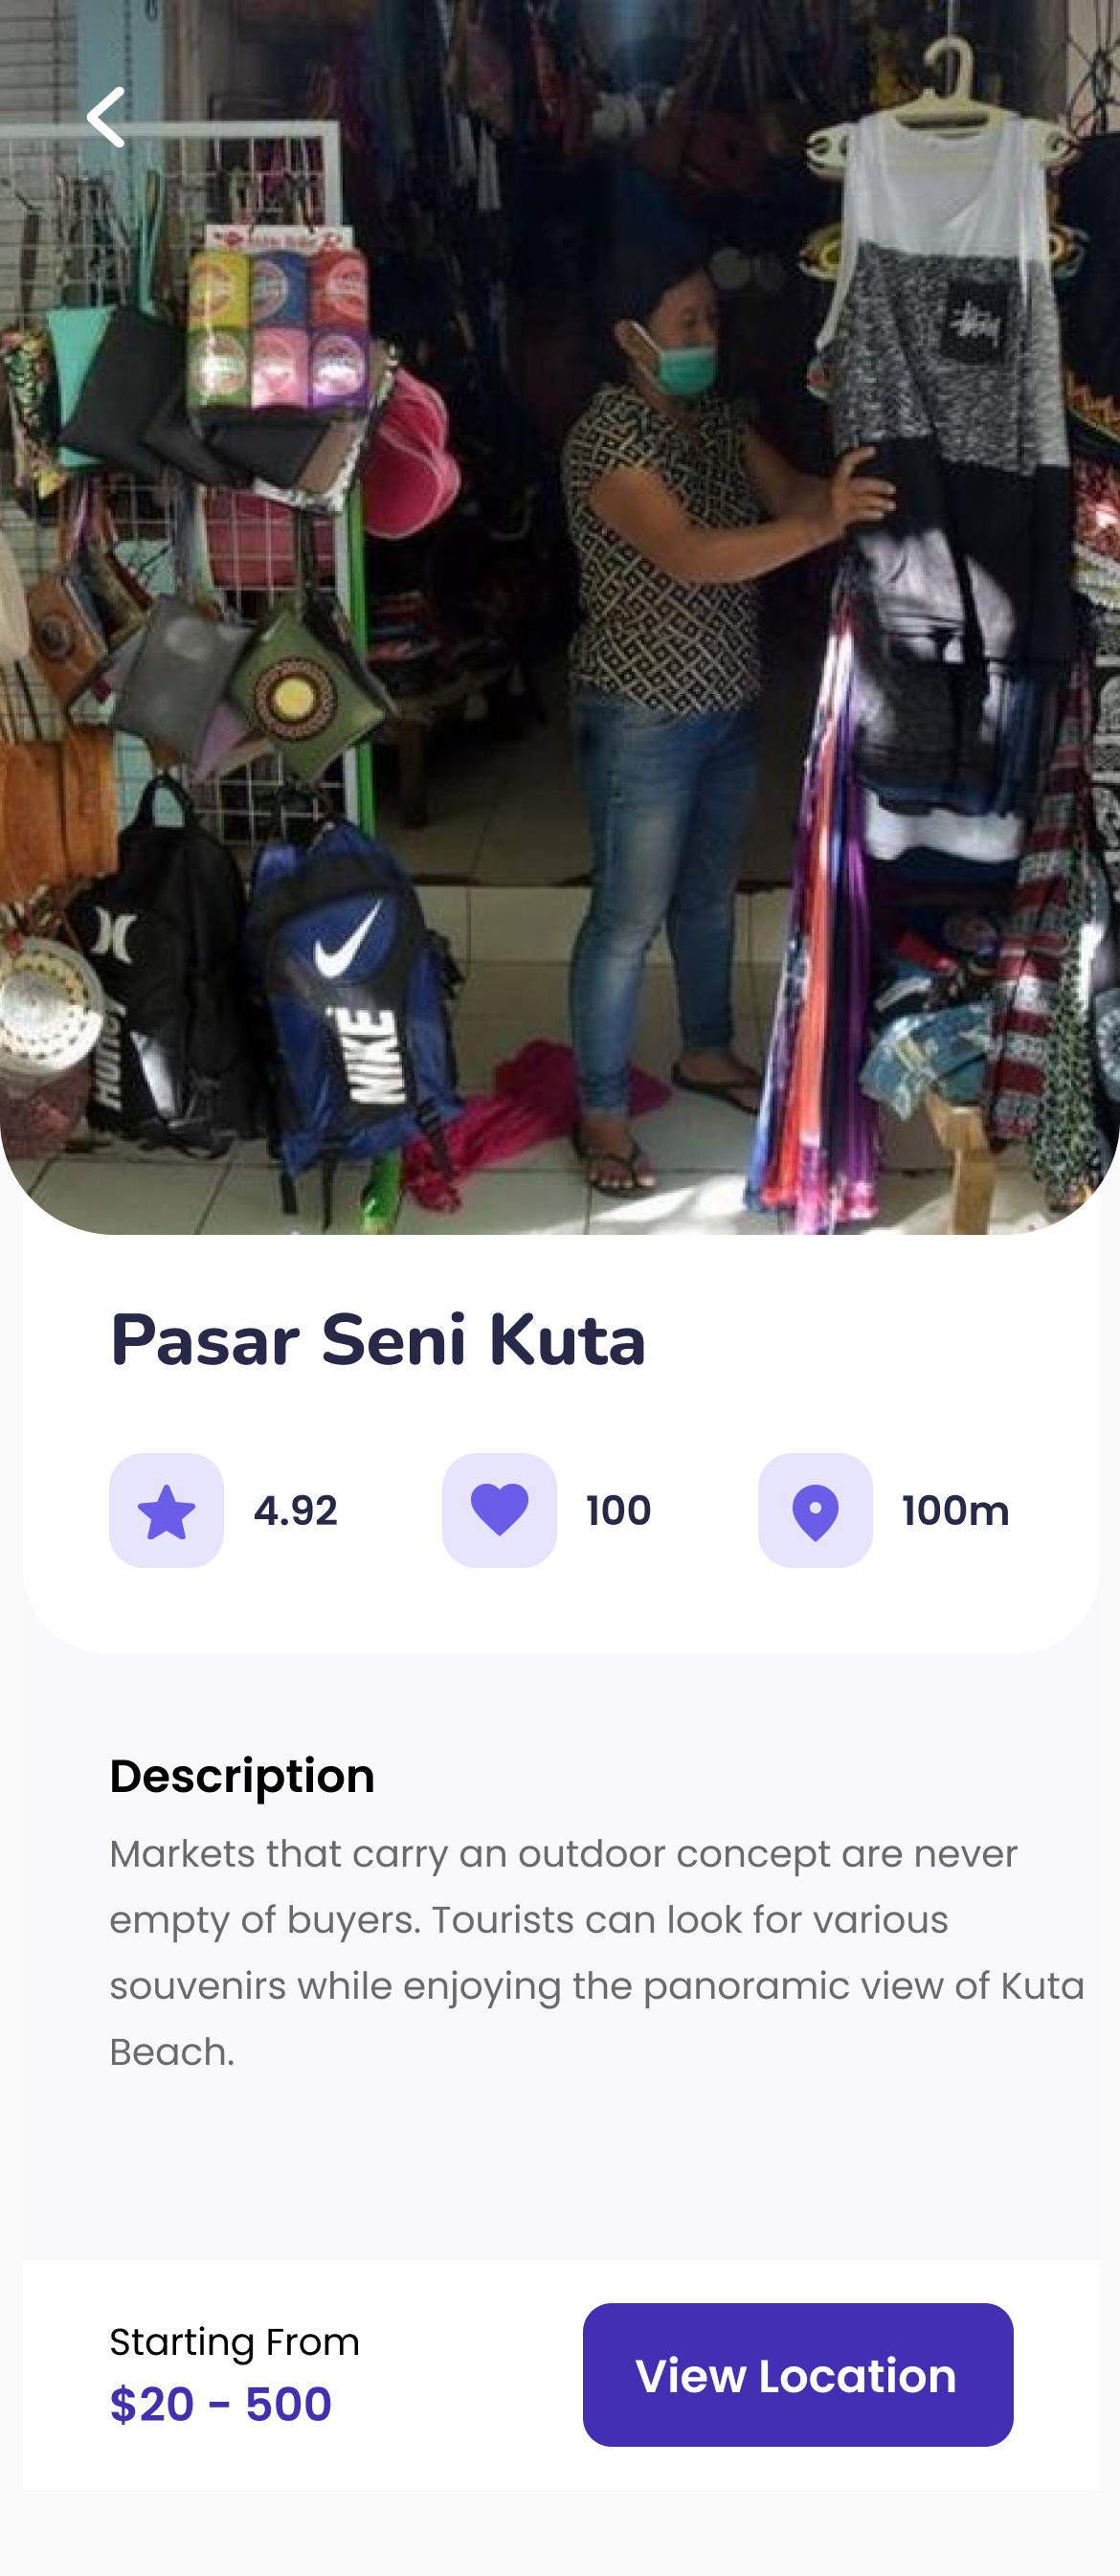 HURLEY
NIKE
Pasar Seni Kuta
4.92
100
100m
Description
Markets that carry an outdoor concept are never
empty of buyers. Tourists can look for various
souvenirs while enjoying the panoramic view of Kuta
Beach.
Starting From
$20 - 500
View Location